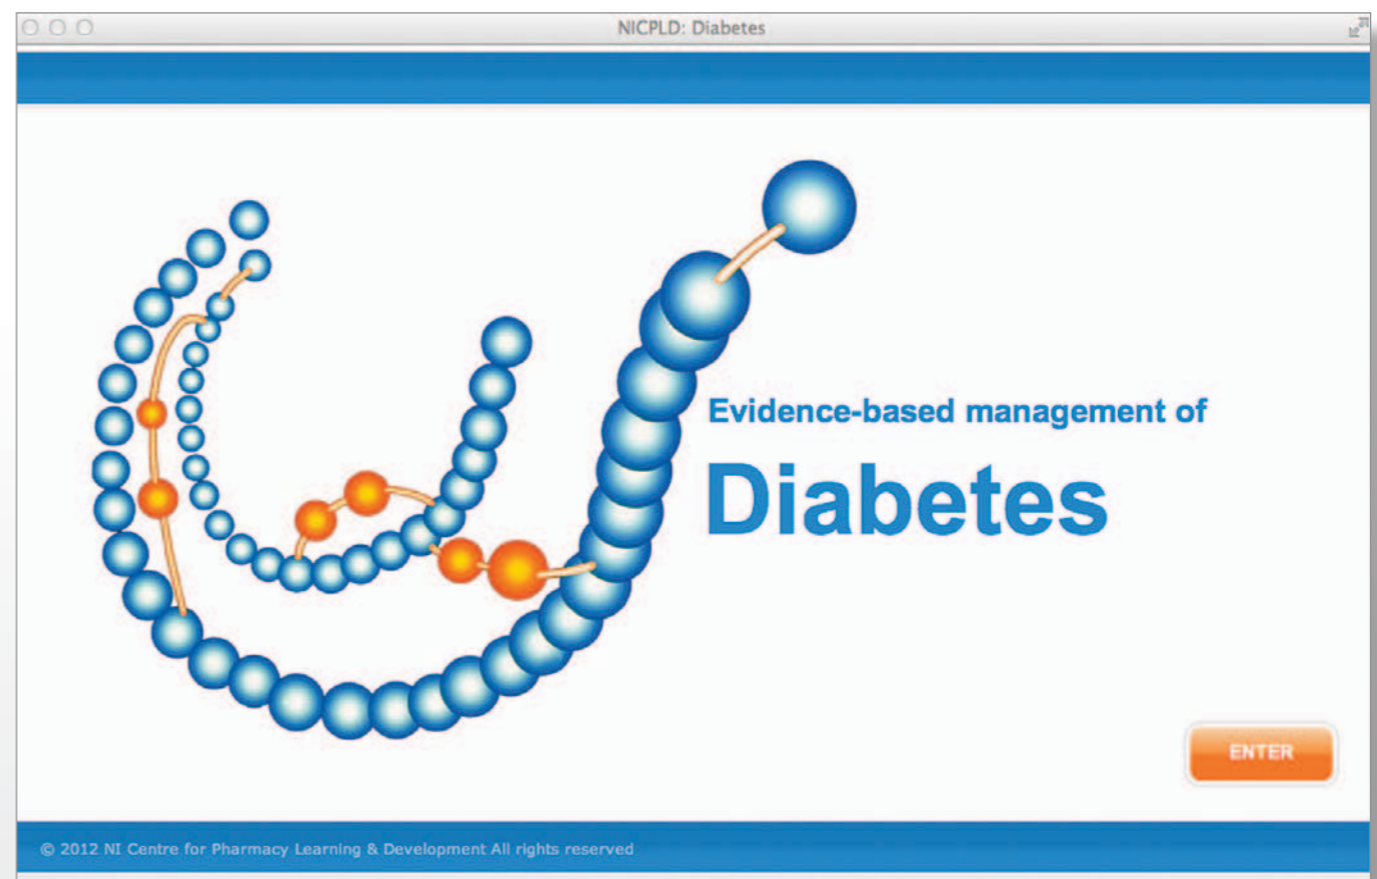 NICPLD: Diabetes
Evidence-based management of
Diabetes
ENTER
© 2012 NI Centre for Pharmacy Learning & Development All rights reserved